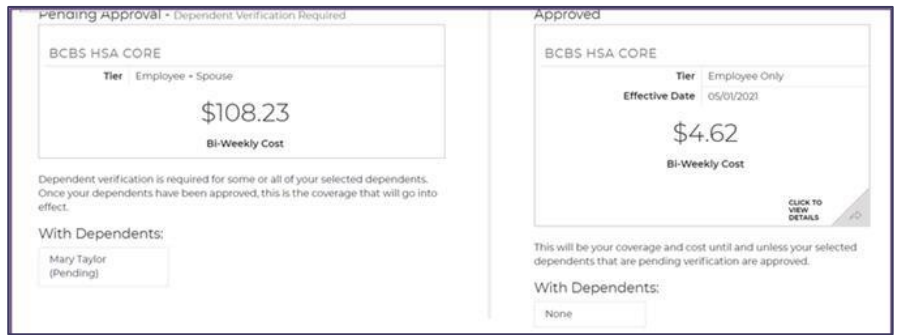 Pending Approval - Dependent Verification Required
BCBS HSA CORE
Tier Employee + Spouse
$108.23
Bi-Weekly Cost
Dependent verification is required for some or all of your selected dependents.
Once your dependents have been approved, this is the coverage that will go into
effect.
With Dependents:
Mary Taylor
(Pending)
Approved
BCBS HSA CORE
Tier Employee Only
Effective Date 05/01/2021
$4.62
Bi-Weekly Cost
CLICK TO
VIEW
DETAILS
This will be your coverage and cost until and unless your selected
dependents that are pending verification are approved.
With Dependents:
None